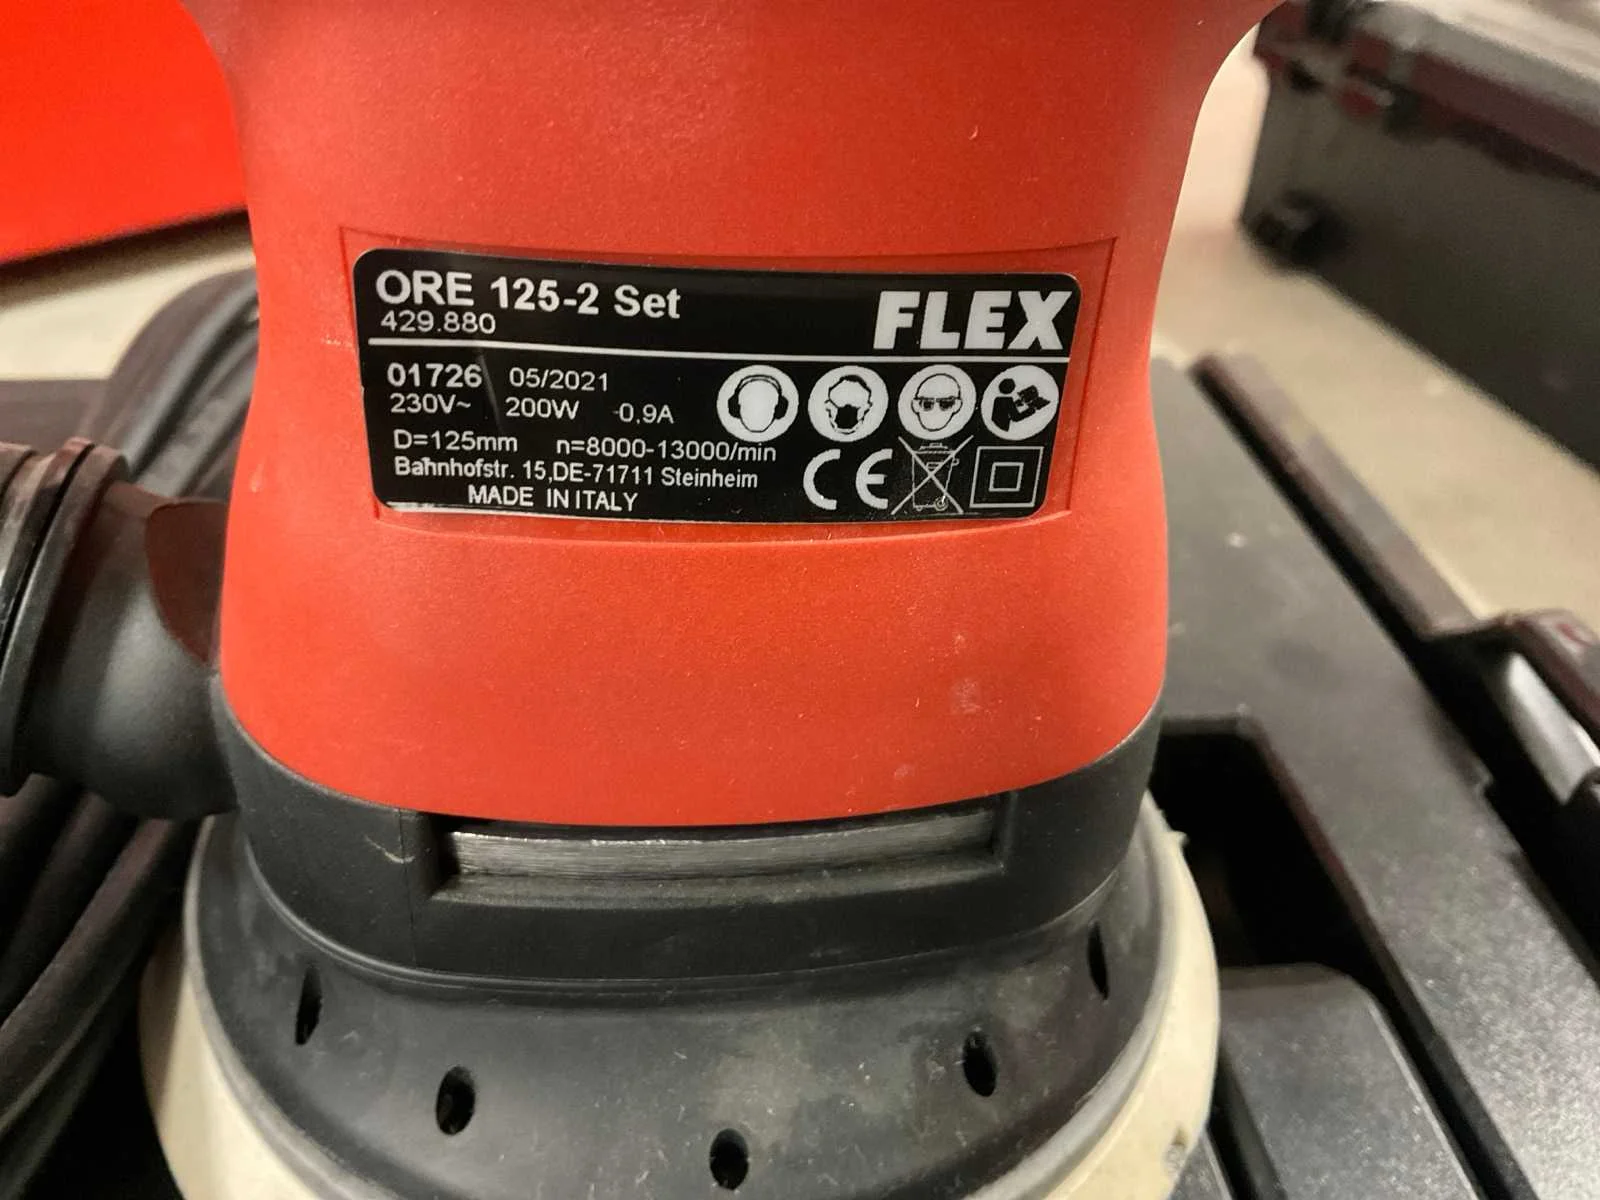 ORE 125-2 Set
FLEX
429.880
01726 05/2021
230V~ 200W 0,9A
D=125mm n=8000-13000/min
Bahnhofstr. 15,DE-71711 Steinheim
MADE IN ITALY
CE